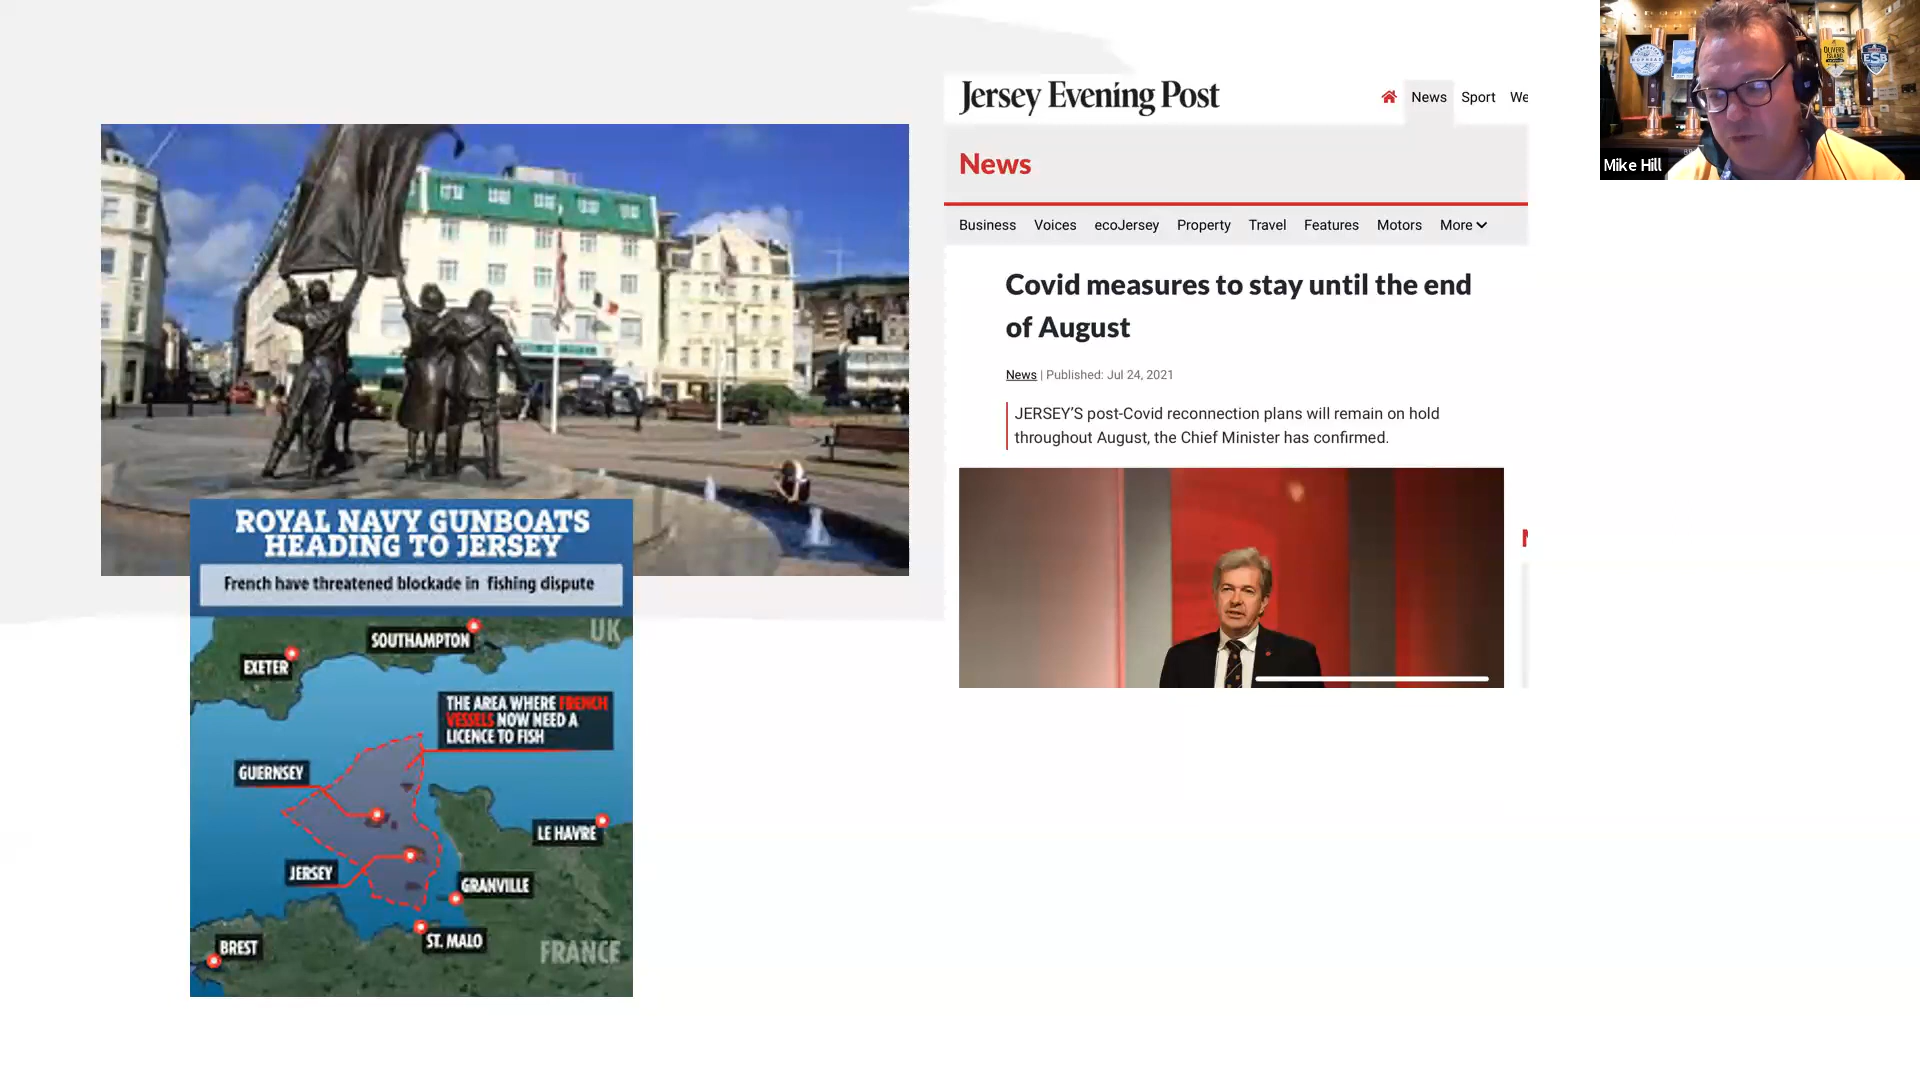 Jersey Evening Post
News
Sport
We
News
Business
Voices
ecoJersey
Property
Travel
Features
Motors
More
Covid measures to stay until the end
of August
News | Published: Jul 24, 2021
JERSEY’S post-Covid reconnection plans will remain on hold
throughout August, the Chief Minister has confirmed.
ROYAL NAVY GUNBOATS
HEADING TO JERSEY
French have threatened blockade in fishing dispute
UK
SOUTHAMPTON
EXETER
THE AREA WHERE FRENCH
VESSELS NOW NEED A
LICENCE TO FISH
GUERNSEY
LE HAVRE
JERSEY
GRANVILLE
ST. MALO
BREST
FRANCE
OLIVERS
ISLAND
ESB
Mike Hill